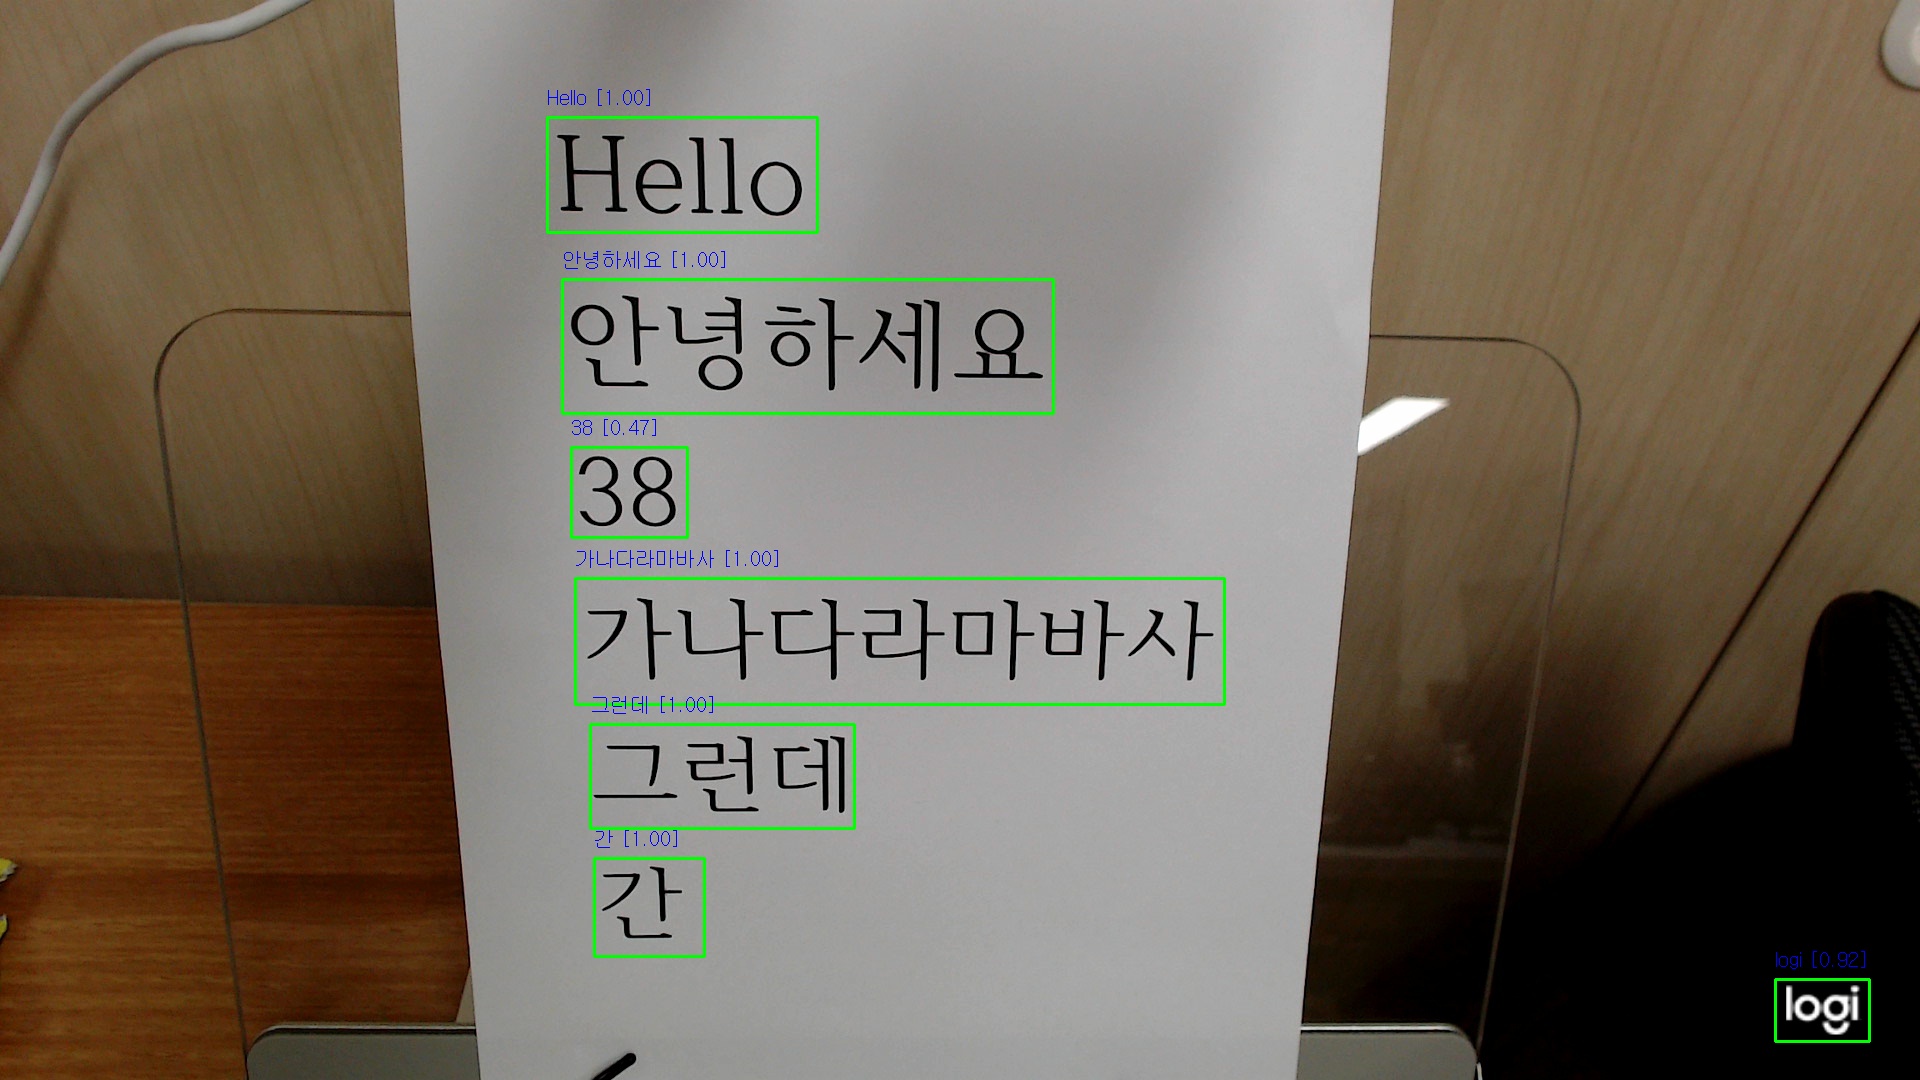 Hello [1.00]
Hello
안녕하세요 [1.00]
안녕하세요
38 [0.47]
38
가나다라마바사 [1.00]
가나다라마바사
그런데 [1.00]
그런데
간 [1.00]
간
logi [0.92]
logi